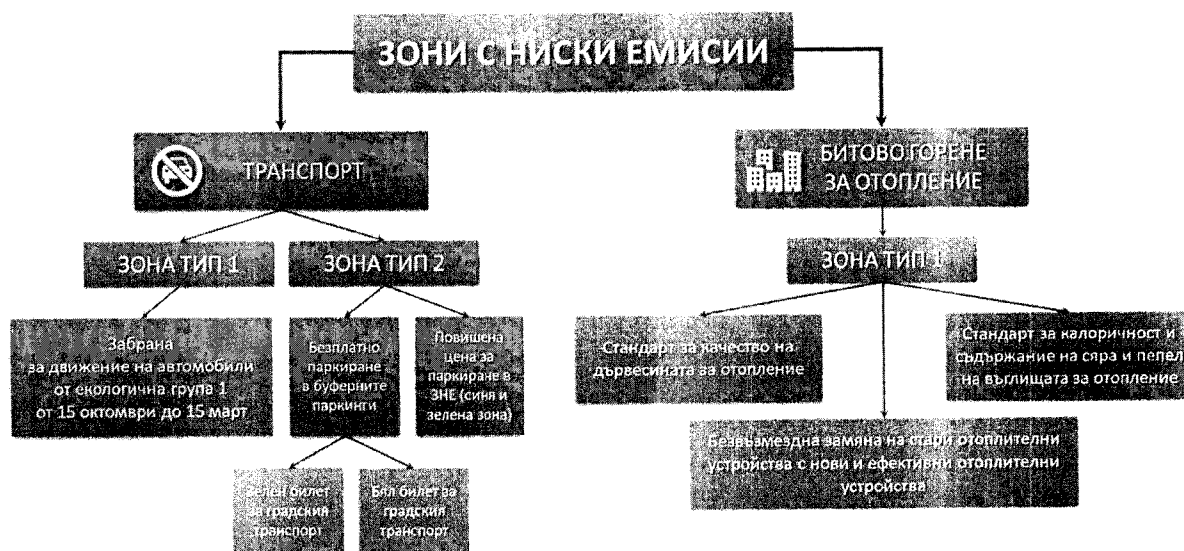 ЗОНИ С НИСКИ ЕМИСИИ
ТРАНСПОРТ
БИТОВО ГОРЕНЕ
ЗА ОТОПЛЕНИЕ
ЗОНА ТИП 1
ЗОНА ТИП 2
ЗОНА ТИП 1
Забрана
за движение на автомобили
от екологична група 1
от 15 октомври до 15 март
Безплатно
паркиране
в буферните
паркинги
Повишена
цена за
паркиране в
ЗНЕ (синя и
зелена зона)
Стандарт за качество на
дървесината за отопление
Стандарт за калоричност и
съдържание на сяра и пепел
на въглищата за отопление
Безвъзмездна замяна на стари отоплителни
устройства с нови и ефективни отоплителни
устройства
Зелен билет
за градския
транспорт
Бял билет за
градския
транспорт